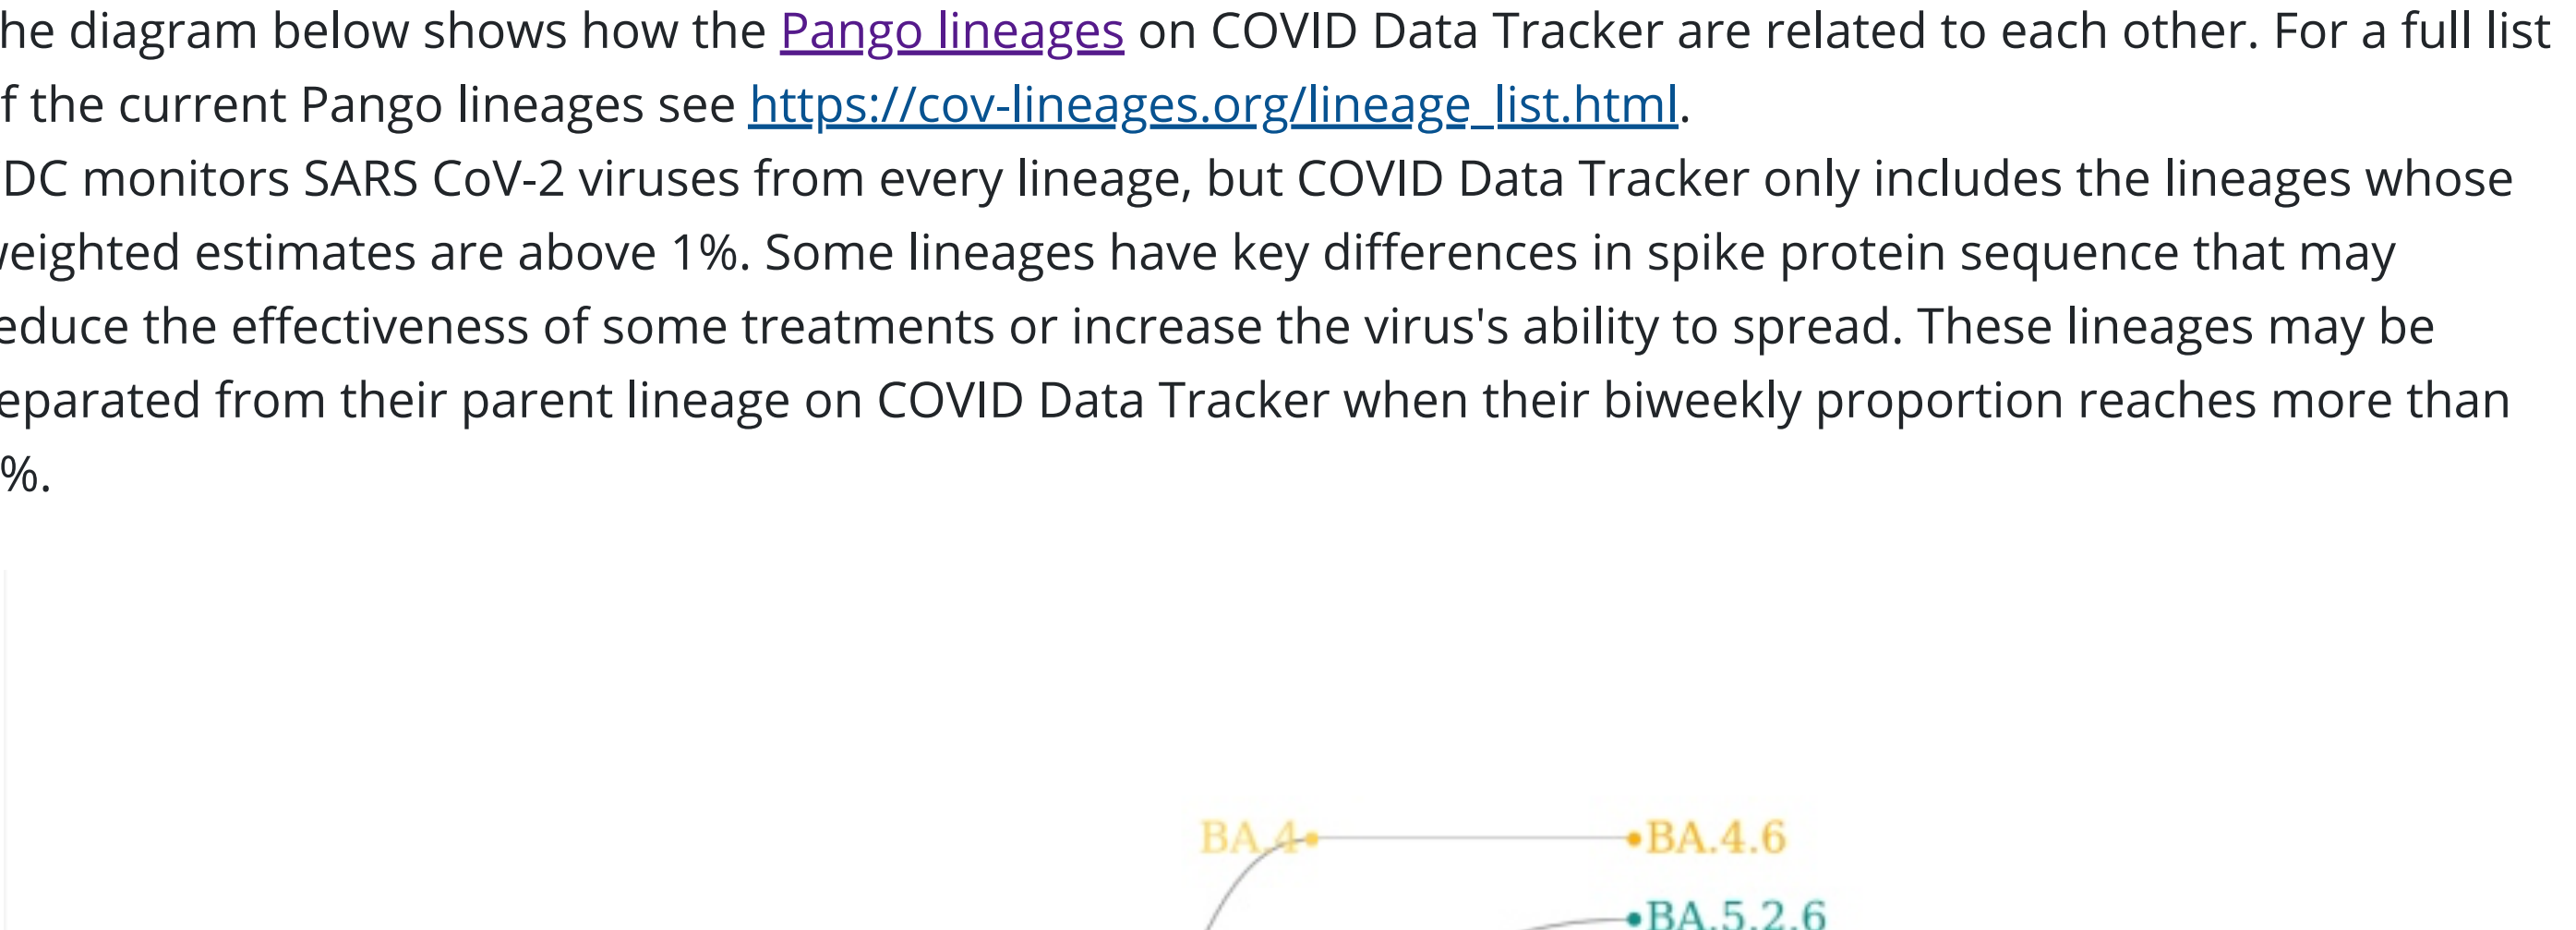 he diagram below shows how the Pango lineages on COVID Data Tracker are related to each other. For a full list
f the current Pango lineages see https://cov-lineages.org/lineage_list.html.
DC monitors SARS CoV-2 viruses from every lineage, but COVID Data Tracker only includes the lineages whose
eighted estimates are above 1%. Some lineages have key differences in spike protein sequence that may
educe the effectiveness of some treatments or increase the virus's ability to spread. These lineages may be
eparated from their parent lineage on COVID Data Tracker when their biweekly proportion reaches more than
%.
BA.4 BA.4.6
BA.5.2.6